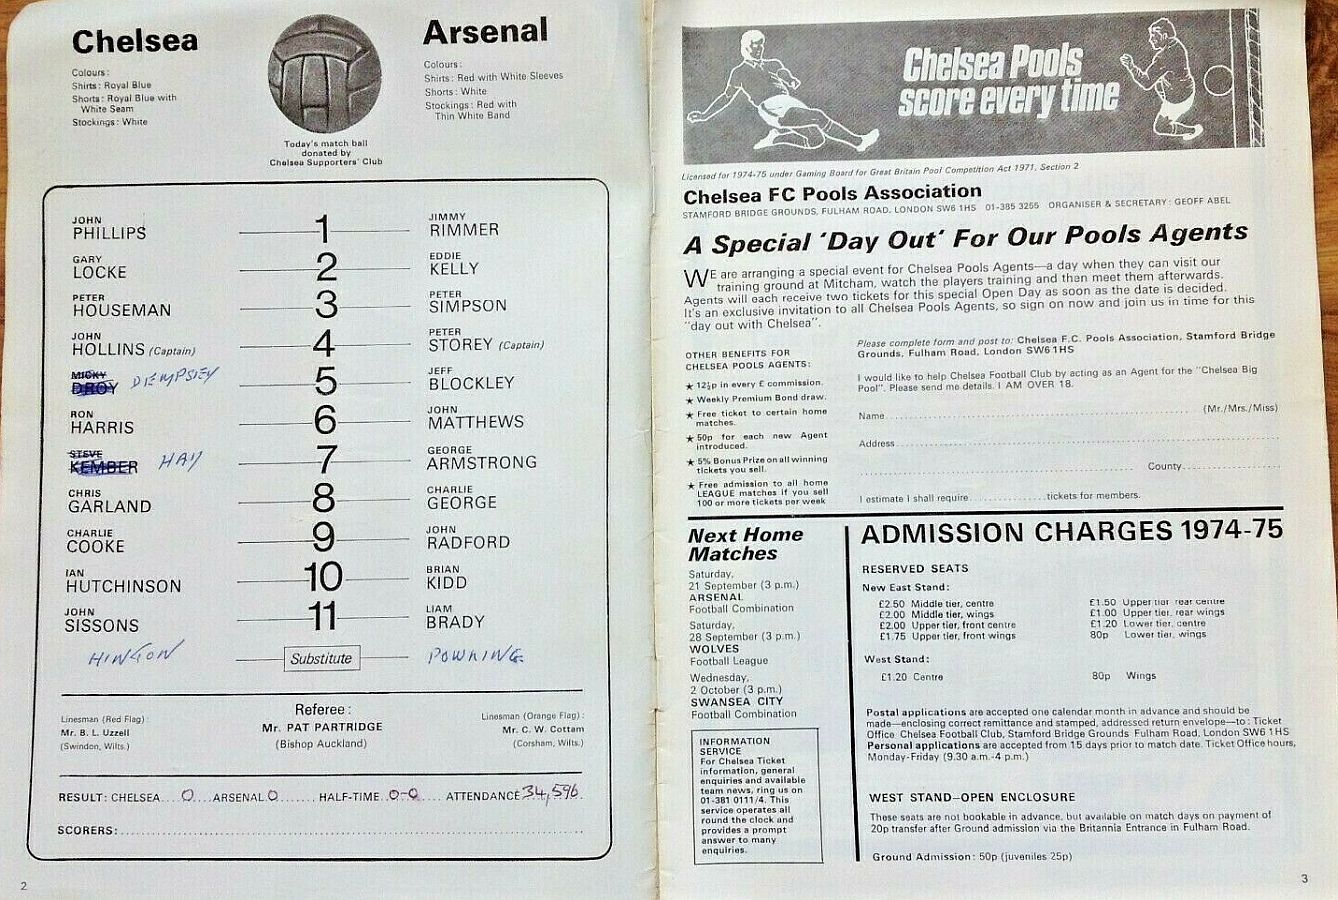 Chelsea
Colours:
Shirts: Royal Blue
Shorts: Royal Blue with
White Seam
Stockings: White
Today's match ball
donated by
Chelsea Supporters' Club
Arsenal
Colours:
Shirts: Red with White Sleeves
Shorts: White
Stockings: Red with
Thin White Band
JOHN PHILLIPS 1 JIMMY RIMMER
GARY LOCKE 2 EDDIE KELLY
PETER HOUSEMAN 3 PETER SIMPSON
JOHN HOLLINS (Captain) 4 PETER STOREY (Captain)
MICKY DROY DEMPSEY 5 JEFF BLOCKLEY
RON HARRIS 6 JOHN MATTHEWS
STEVE KEMBER HAY 7 GEORGE ARMSTRONG
CHRIS GARLAND 8 CHARLIE GEORGE
CHARLIE COOKE 9 JOHN RADFORD
IAN HUTCHINSON 10 BRIAN KIDD
JOHN SISSONS 11 LIAM BRADY
HINTON Substitute POWRING
Linesman (Red Flag):
Mr. B. L. Uzzell
(Swindon, Wilts.)
Referee:
Mr. PAT PARTRIDGE
(Bishop Auckland)
Linesman (Orange Flag):
Mr. C. W. Cottam
(Corsham, Wilts.)
RESULT: CHELSEA....0....ARSENAL.0....... HALF-TIME..0-0..... ATTENDANCE 34,596.
SCORERS:
2
Chelsea Pools
score every time
Licensed for 1974-75 under Gaming Board for Great Britain Pool Competition Act 1971, Section 2
Chelsea FC Pools Association
STAMFORD BRIDGE GROUNDS, FULHAM ROAD, LONDON SW6 1HS 01-385 3255 ORGANISER & SECRETARY: GEOFF ABEL
A Special 'Day Out' For Our Pools Agents
WE are arranging a special event for Chelsea Pools Agents—a day when they can visit our
training ground at Mitcham, watch the players training and then meet them afterwards.
Agents will each receive two tickets for this special Open Day as soon as the date is decided.
It's an exclusive invitation to all Chelsea Pools Agents, so sign on now and join us in time for this
"day out with Chelsea".
OTHER BENEFITS FOR
CHELSEA POOLS AGENTS:
★ 12½p in every £ commission.
★ Weekly Premium Bond draw.
★ Free ticket to certain home
matches.
★ 50p for each new Agent
introduced.
★ 5% Bonus Prize on all winning
tickets you sell.
★ Free admission to all home
LEAGUE matches if you sell
100 or more tickets per week
Please complete form and post to: Chelsea F.C. Pools Association, Stamford Bridge
Grounds, Fulham Road, London SW6 1HS
I would like to help Chelsea Football Club by acting as an Agent for the "Chelsea Big
Pool". Please send me details. I AM OVER 18.
Name (Mr./Mrs./Miss)
Address
County
I estimate I shall require..................tickets for members.
Next Home
Matches
Saturday,
21 September (3 p.m.)
ARSENAL
Football Combination
Saturday,
28 September (3 p.m.)
WOLVES
Football League
Wednesday,
2 October (3 p.m.)
SWANSEA CITY
Football Combination
INFORMATION
SERVICE
For Chelsea Ticket
information, general
enquiries and available
team news, ring us on
01-381 0111/4. This
service operates all
round the clock and
provides a prompt
answer to many
enquiries.
ADMISSION CHARGES 1974-75
RESERVED SEATS
New East Stand:
£2.50 Middle tier, centre
£2.00 Middle tier, wings
£2.00 Upper tier, front centre
£1.75 Upper tier, front wings
£1.50 Upper tier rear centre
£1.00 Upper tier, rear wings
£1.20 Lower tier, centre
80p Lower tier, wings
West Stand:
£1.20 Centre
80p Wings
Postal applications are accepted one calendar month in advance and should be
made—enclosing correct remittance and stamped, addressed return envelope—to: Ticket
Office Chelsea Football Club, Stamford Bridge Grounds Fulham Road, London SW6 1HS
Personal applications are accepted from 15 days prior to match date. Ticket Office hours,
Monday-Friday (9.30 a.m.-4 p.m.)
WEST STAND—OPEN ENCLOSURE
These seats are not bookable in advance, but available on match days on payment of
20p transfer after Ground admission via the Britannia Entrance in Fulham Road.
Ground Admission: 50p (juveniles 25p)
3